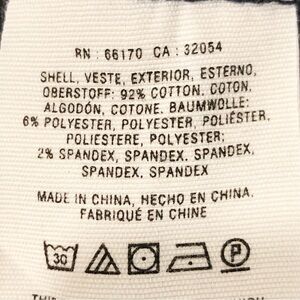 RN : 66170 CA : 32054
SHELL, VESTE, EXTERIOR, ESTERNO,
OBERSTOFF: 92% COTTON, COTON,
ALGODÓN, COTONE, BAUMWOLLE;
6% POLYESTER, POLYESTER, POLIÉSTER,
POLIESTERE, POLYESTER;
2% SPANDEX, SPANDEX, SPANDEX,
SPANDEX, SPANDEX
MADE IN CHINA, HECHO EN CHINA,
FABRIQUÉ EN CHINE
30
P